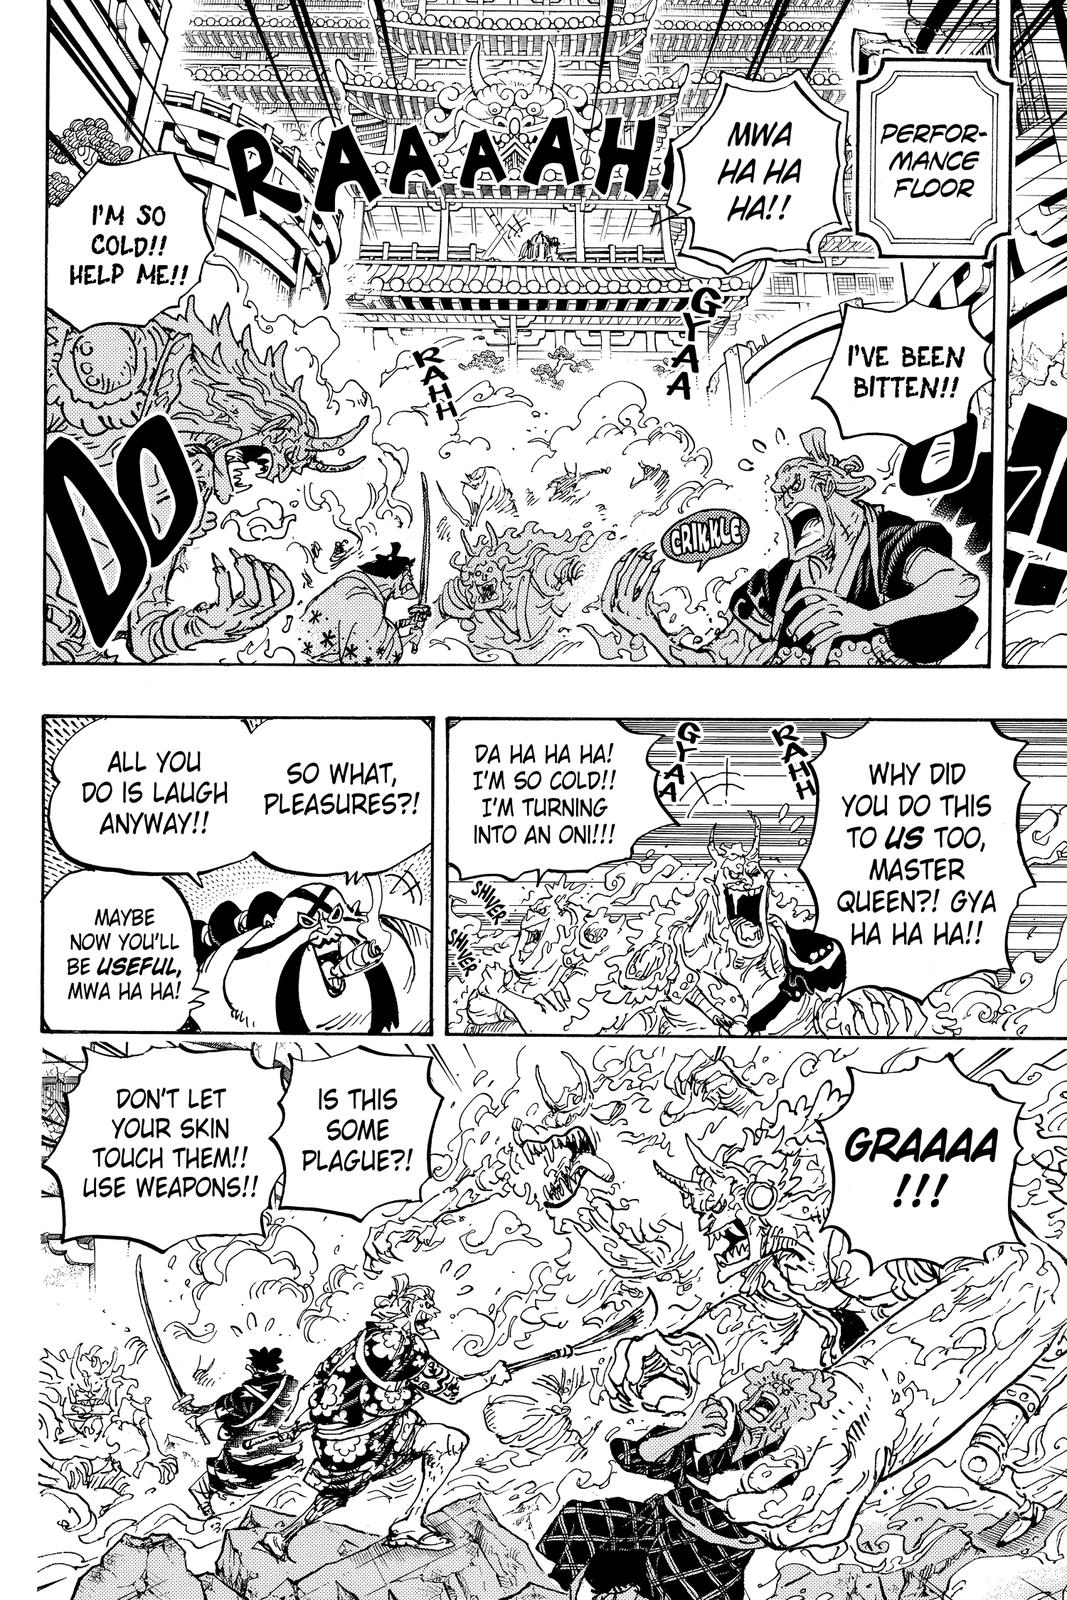 PERFOR-
MANCE
FLOOR
MWA
HA HA
HA!!
RAAAAH
I'M SO
COLD!!
HELP ME!!
GYAA
RAHH
I'VE BEEN
BITTEN!!
CRIKKLE
DO
O
!!
WHY DID
YOU DO THIS
TO US TOO,
MASTER
QUEEN?! GYA
HA HA HA!!
RAHH
GYAA
DA HA HA HA!
I'M SO COLD!!
I'M TURNING
INTO AN ONI!!!
SHIVER
SHIVER
SO WHAT,
PLEASURES?!
ALL YOU
DO IS LAUGH
ANYWAY!!
MAYBE
NOW YOU'LL
BE USEFUL,
MWA HA HA!
GRAAAA
!!!
IS THIS
SOME
PLAGUE?!
DON'T LET
YOUR SKIN
TOUCH THEM!!
USE WEAPONS!!